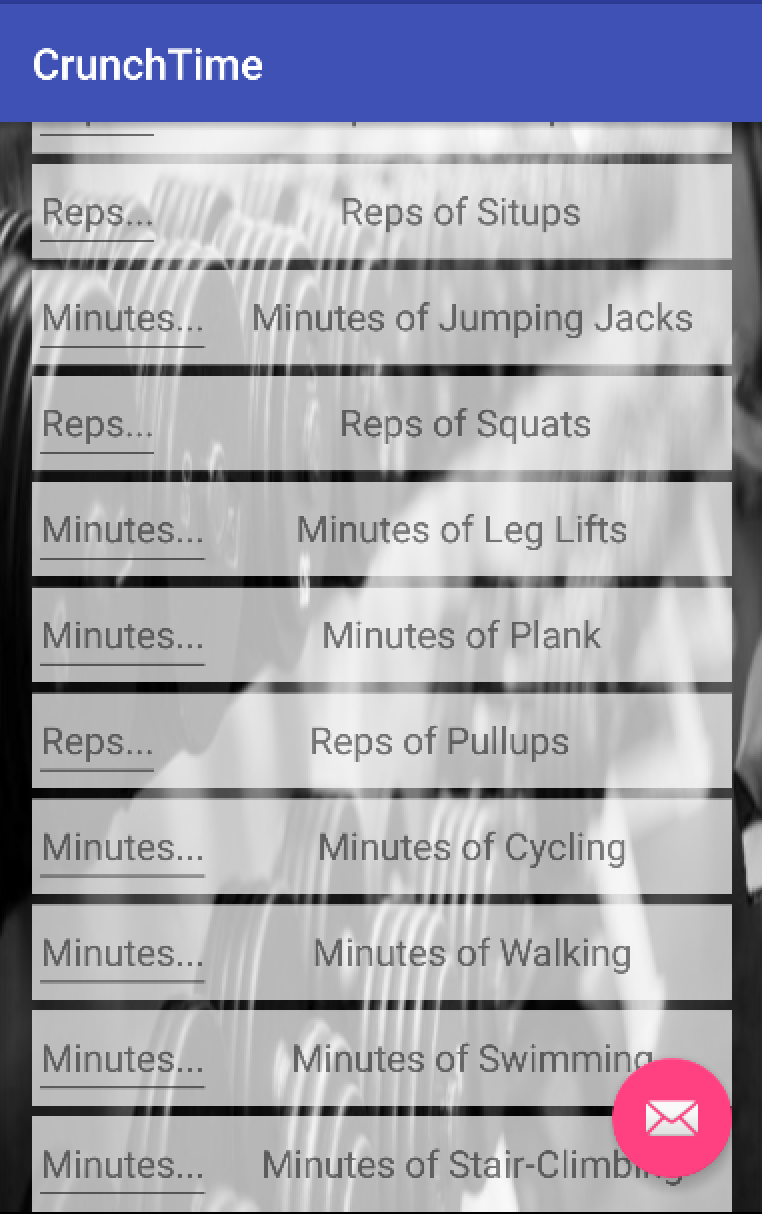 CrunchTime
Reps... Reps of Situps
Minutes... Minutes of Jumping Jacks
Reps... Reps of Squats
Minutes... Minutes of Leg Lifts
Minutes... Minutes of Plank
Reps... Reps of Pullups
Minutes... Minutes of Cycling
Minutes... Minutes of Walking
Minutes... Minutes of Swimming
Minutes... Minutes of Stair-Climbing